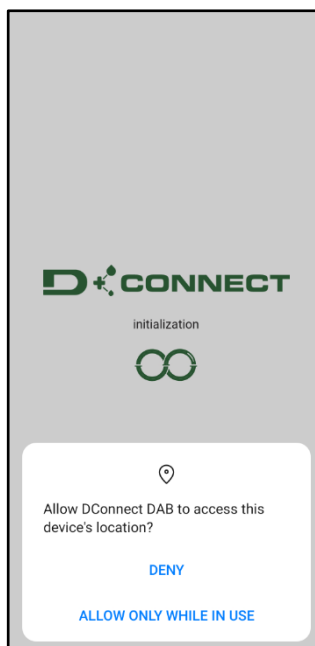 D+CONNECT
initialization
Allow DConnect DAB to access this
device's location?
DENY
ALLOW ONLY WHILE IN USE